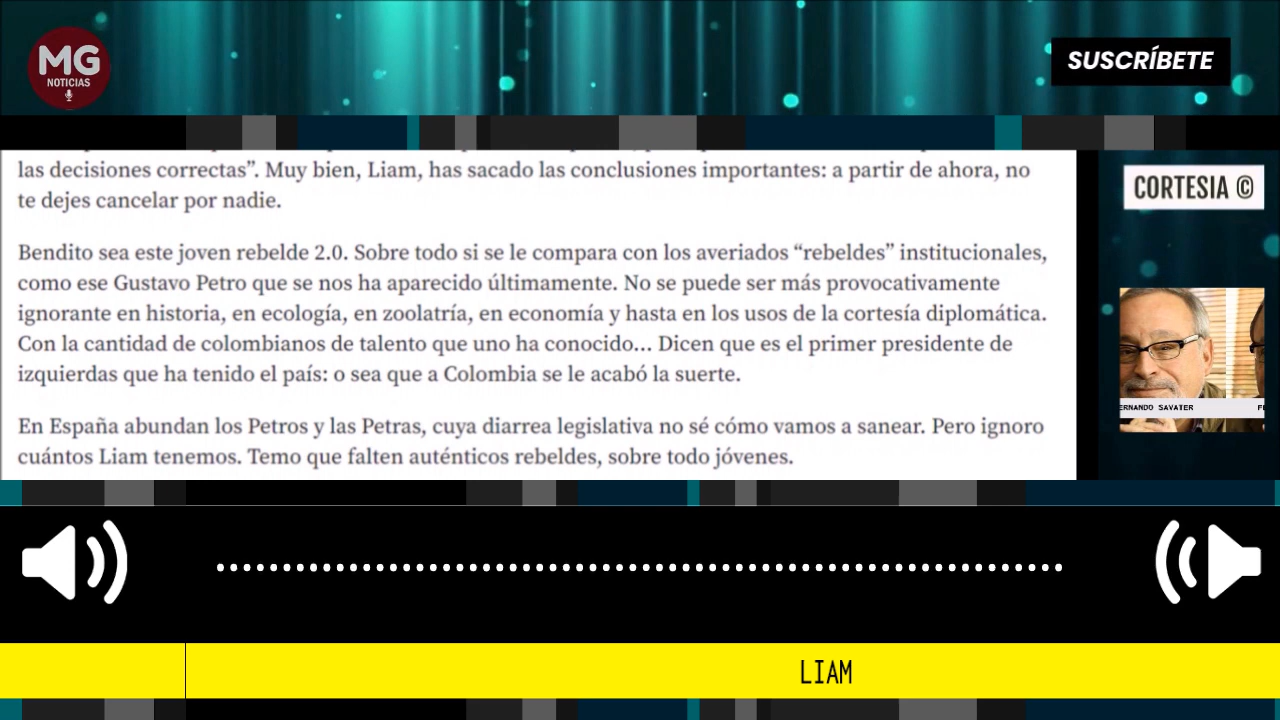 MG
NOTICIAS
SUSCRÍBETE
las decisiones correctas”. Muy bien, Liam, has sacado las conclusiones importantes: a partir de ahora, no
te dejes cancelar por nadie.
Bendito sea este joven rebelde 2.0. Sobre todo si se le compara con los averiados “rebeldes” institucionales,
como ese Gustavo Petro que se nos ha aparecido últimamente. No se puede ser más provocativamente
ignorante en historia, en ecología, en zoolatría, en economía y hasta en los usos de la cortesía diplomática.
Con la cantidad de colombianos de talento que uno ha conocido... Dicen que es el primer presidente de
izquierdas que ha tenido el país: o sea que a Colombia se le acabó la suerte.
En España abundan los Petros y las Petras, cuya diarrea legislativa no sé cómo vamos a sanear. Pero ignoro
cuántos Liam tenemos. Temo que falten auténticos rebeldes, sobre todo jóvenes.
CORTESIA ©
ERNANDO SAVATER
LIAM